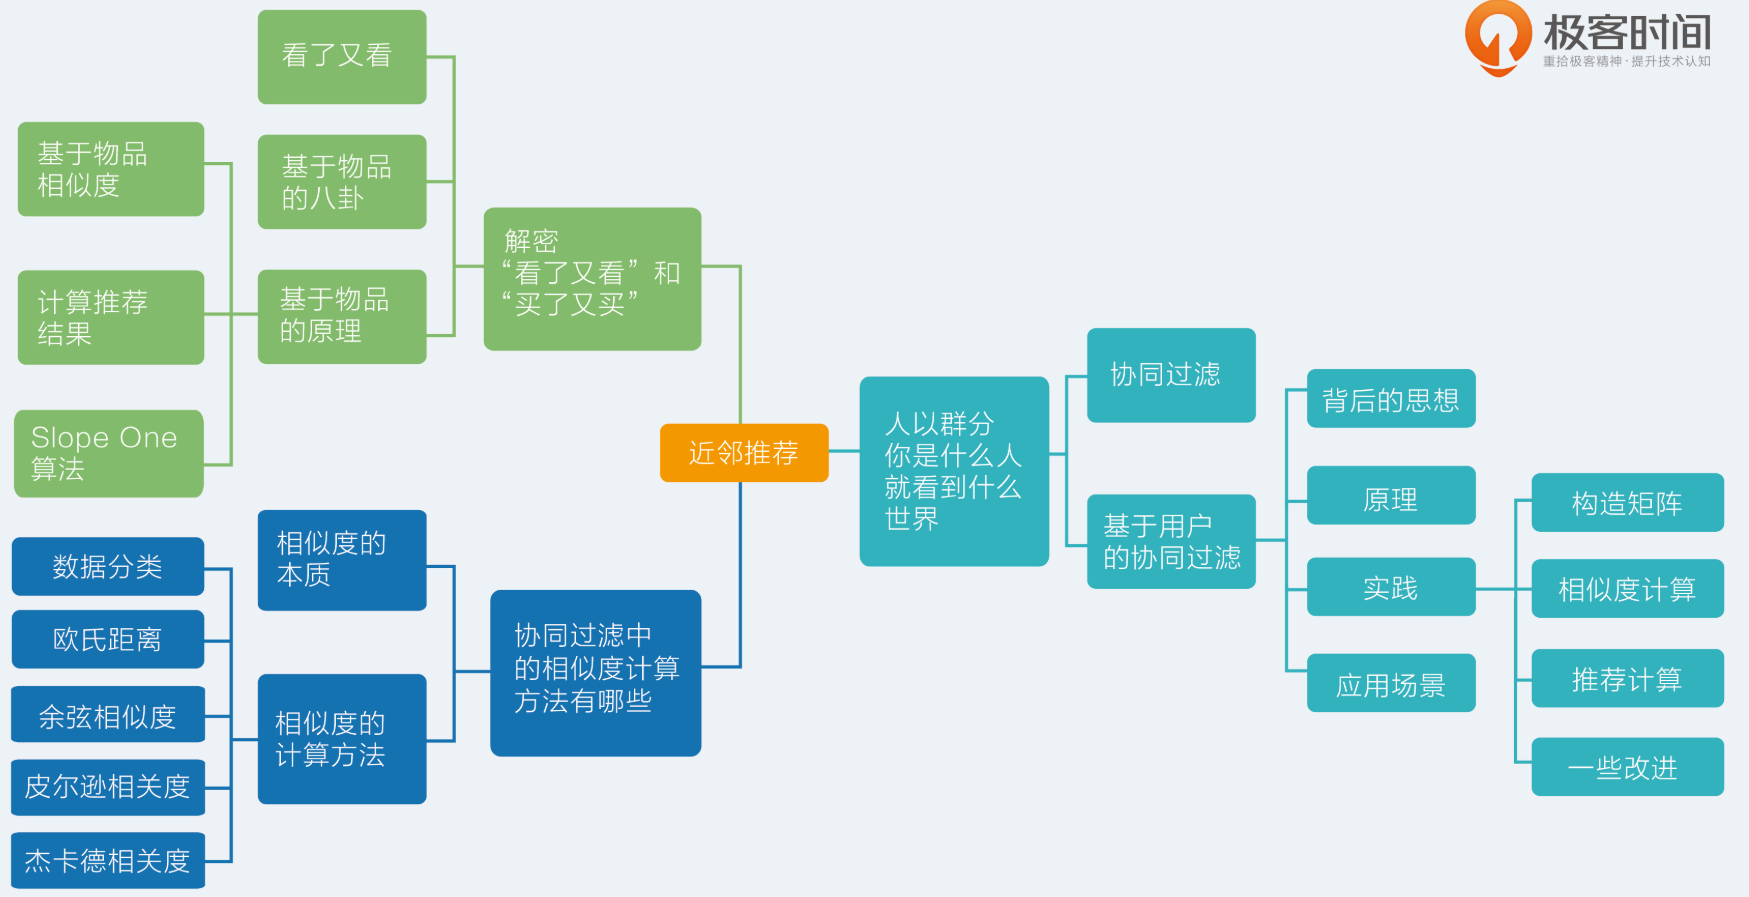 极客时间
重拾极客精神·提升技术认知
看了又看
基于物品
的八卦
基于物品
的原理
基于物品
相似度
计算推荐
结果
Slope One
算法
解密
“看了又看”和
“买了又买”
近邻推荐
人以群分
你是什么人
就看到什么
世界
协同过滤
基于用户
的协同过滤
背后的思想
原理
实践
应用场景
构造矩阵
相似度计算
推荐计算
一些改进
协同过滤中
的相似度计算
方法有哪些
相似度的
本质
相似度的
计算方法
数据分类
欧氏距离
余弦相似度
皮尔逊相关度
杰卡德相关度